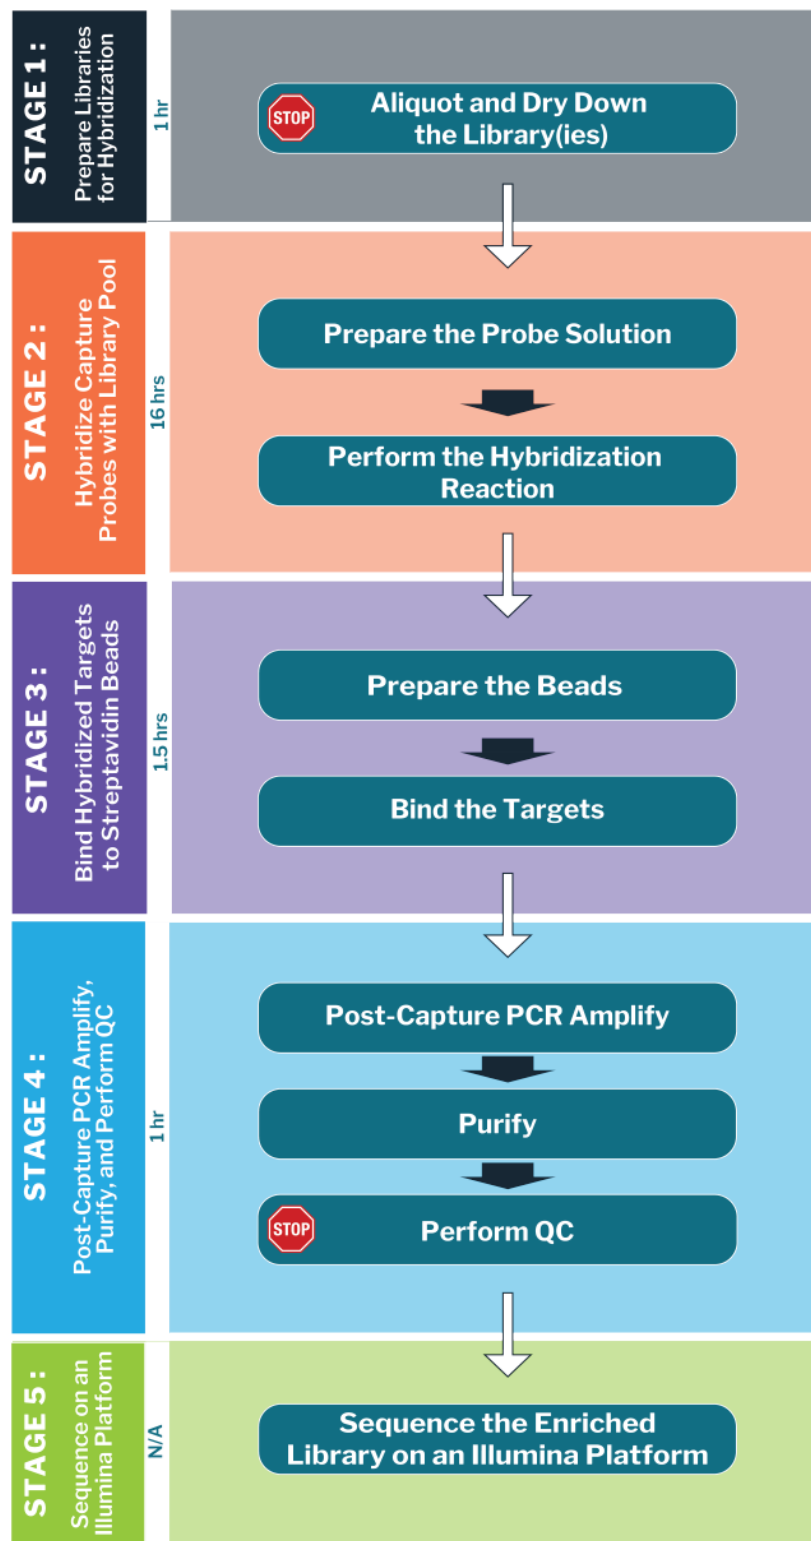 STAGE 1:
Prepare Libraries
for Hybridization
1 hr
STOP
Aliquot and Dry Down
the Library(ies)
STAGE 2:
Hybridize Capture
Probes with Library Pool
16 hrs
Prepare the Probe Solution
Perform the Hybridization
Reaction
STAGE 3:
Bind Hybridized Targets
to Streptavidin Beads
1.5 hrs
Prepare the Beads
Bind the Targets
STAGE 4:
Post-Capture PCR Amplify,
Purify, and Perform QC
1 hr
Post-Capture PCR Amplify
Purify
STOP
Perform QC
STAGE 5:
Sequence on an
Illumina Platform
N/A
Sequence the Enriched
Library on an Illumina Platform